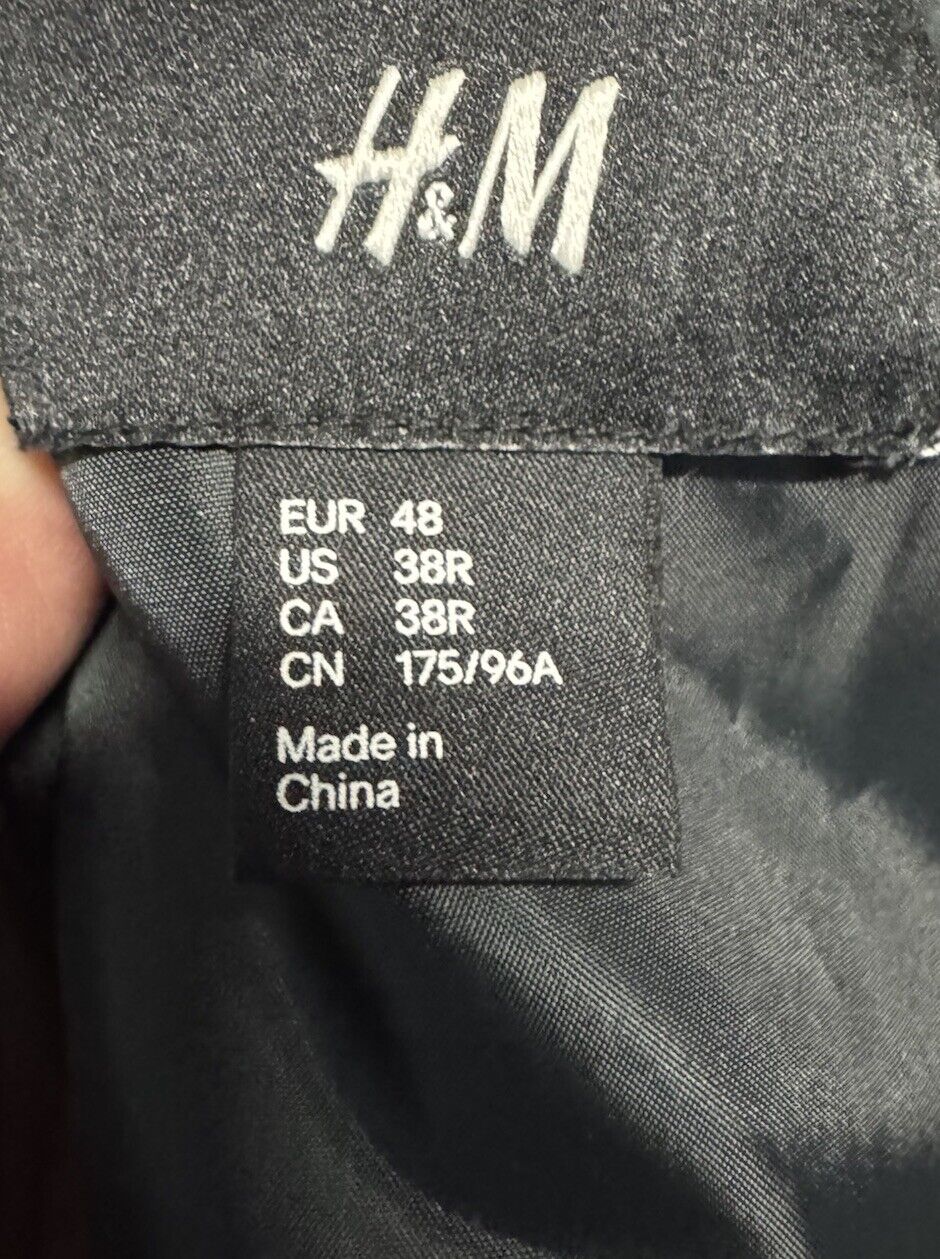 H&M
EUR 48
US 38R
CA 38R
CN 175/96A
Made in
China